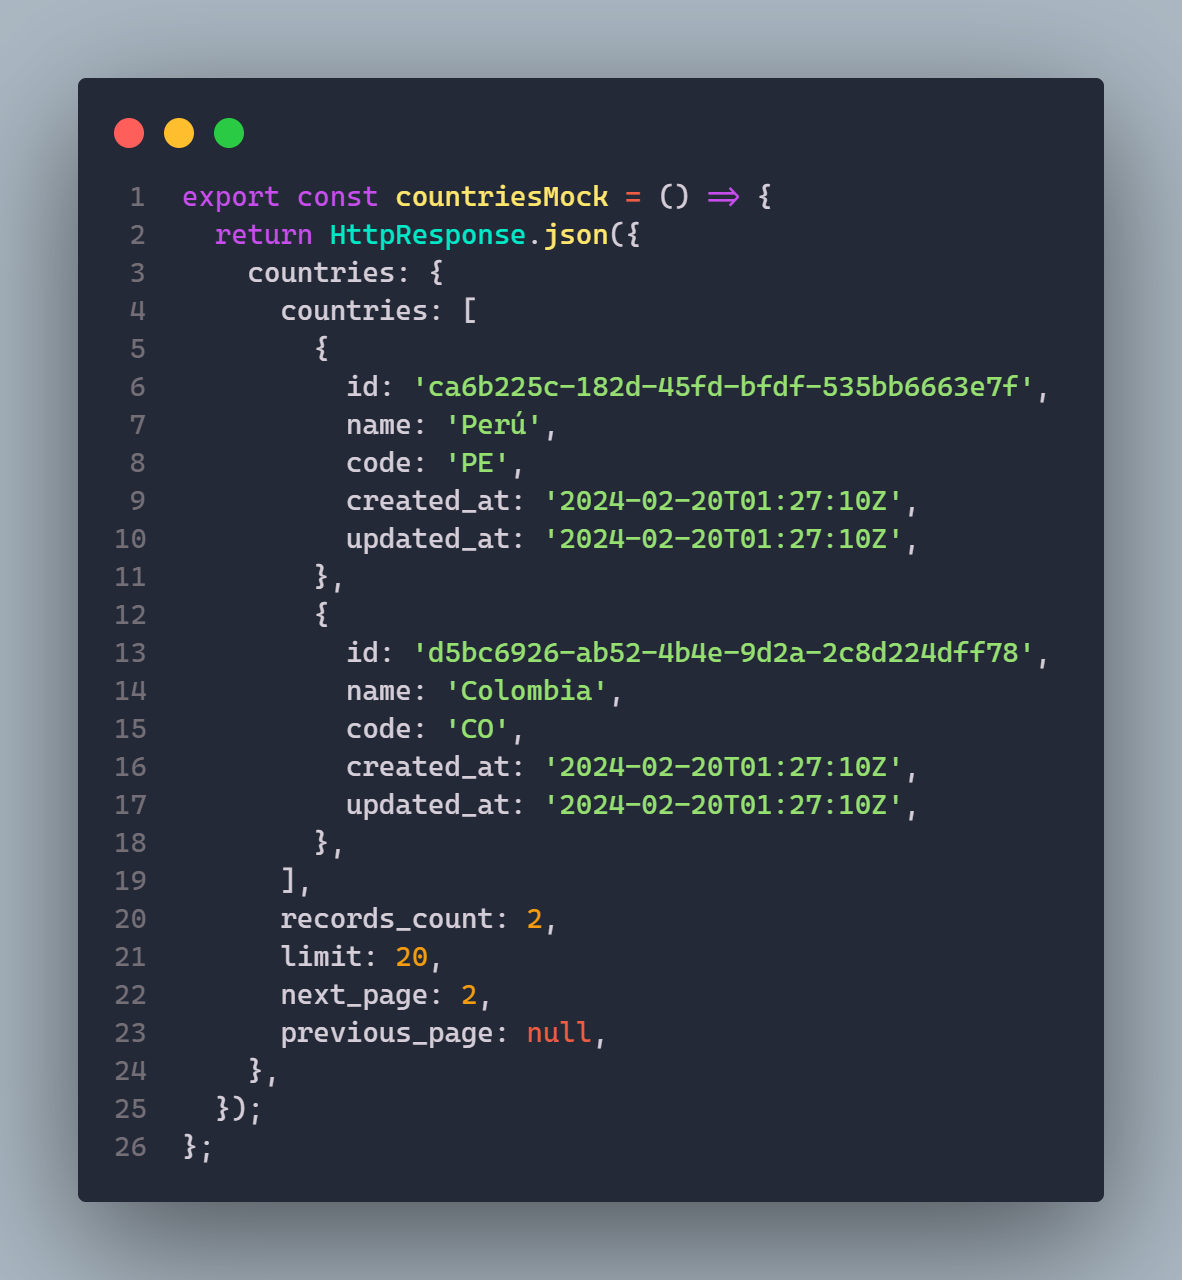 1 export const countriesMock = () => {
2   return HttpResponse.json({
3     countries: {
4       countries: [
5         {
6           id: 'ca6b225c-182d-45fd-bfdf-535bb6663e7f',
7           name: 'Perú',
8           code: 'PE',
9           created_at: '2024-02-20T01:27:10Z',
10           updated_at: '2024-02-20T01:27:10Z',
11         },
12         {
13           id: 'd5bc6926-ab52-4b4e-9d2a-2c8d224dff78',
14           name: 'Colombia',
15           code: 'CO',
16           created_at: '2024-02-20T01:27:10Z',
17           updated_at: '2024-02-20T01:27:10Z',
18         },
19       ],
20       records_count: 2,
21       limit: 20,
22       next_page: 2,
23       previous_page: null,
24     },
25   });
26 };